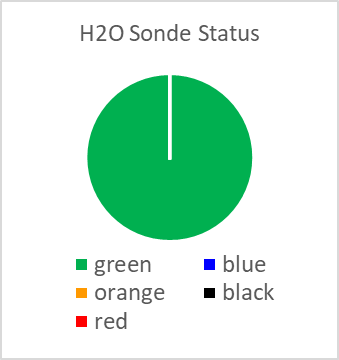 H2O Sonde Status
green blue
orange black
red